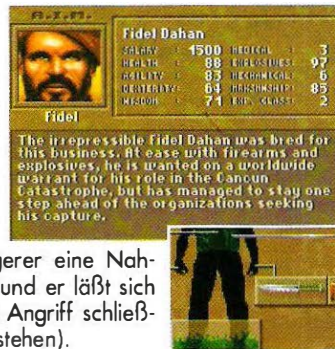 A.I.M.
Fidel Dahan
SALARY : 1500 MEDICAL : 3
HEALTH : 88 EXPLOSIVES: 97
AGILITY : 83 MECHANICAL: 6
DEXTERITY: 64 MRKSMNSHIP: 85
WISDOM : 71 EXP. CLASS: 2
Fidel
The irrepressible Fidel Dahan was bred for
this business. At ease with firearms and
explosives, he is wanted on a worldwide
warrant for his role in the Cancun
Catastrophe, but has managed to stay one
step ahead of the organizations seeking
his capture.
gerer eine Nah-
und er läßt sich
Angriff schließ-
stehen).